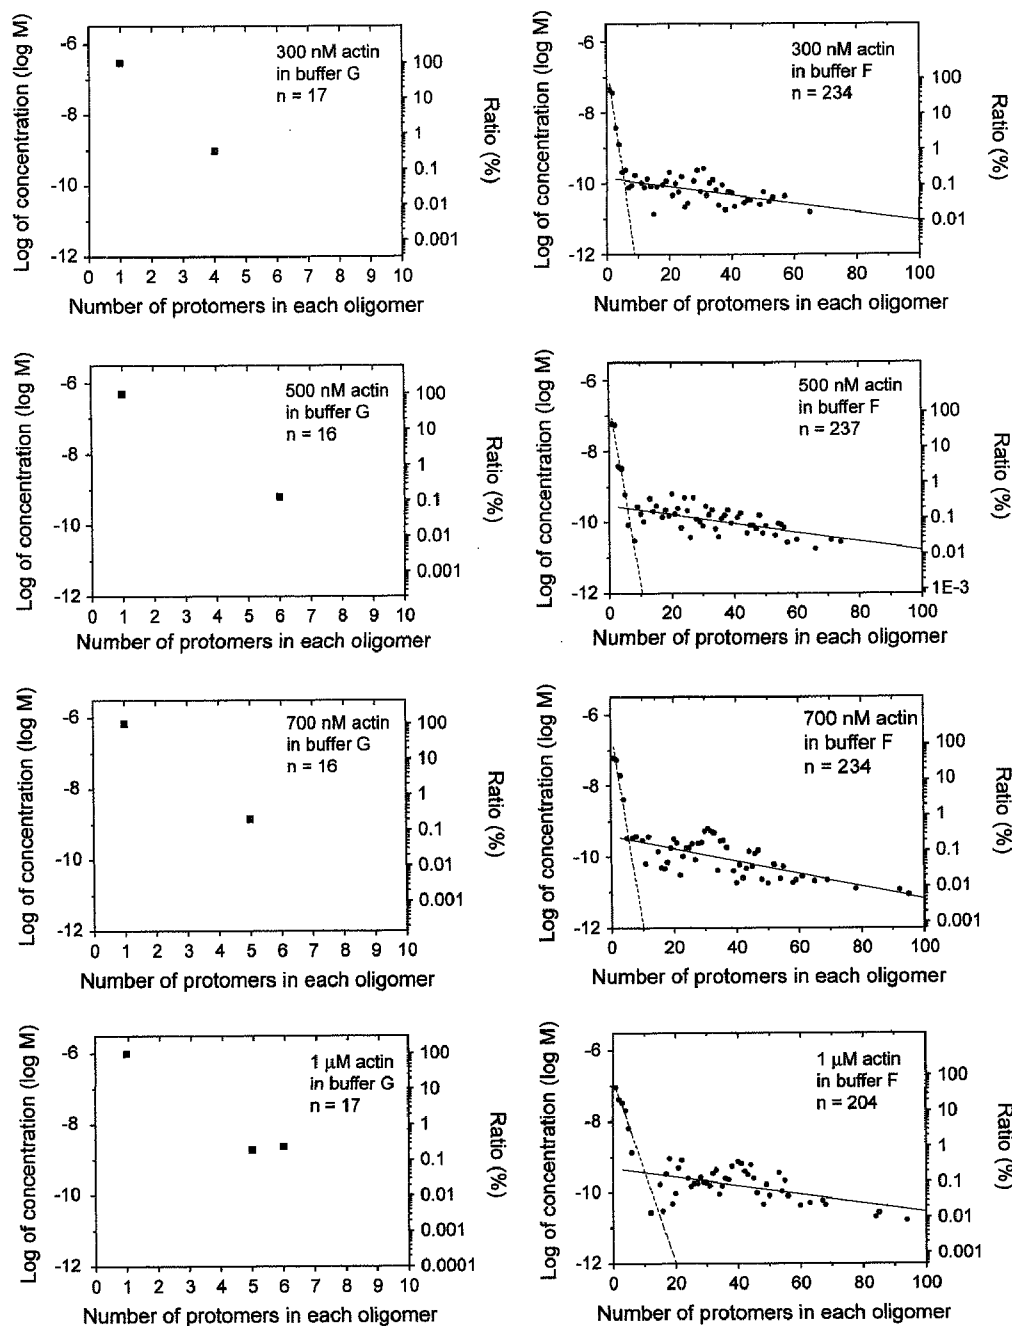 Log of concentration (log M)
-6
-8
-10
-12
300 nM actin
in buffer G
n = 17
100
10
1
0.1
0.01
0.001
Ratio (%)
0 1 2 3 4 5 6 7 8 9 10
Number of protomers in each oligomer
Log of concentration (log M)
-6
-8
-10
-12
300 nM actin
in buffer F
n = 234
100
10
1
0.1
0.01
Ratio (%)
0 20 40 60 80 100
Number of protomers in each oligomer
Log of concentration (log M)
-6
-8
-10
-12
500 nM actin
in buffer G
n = 16
100
10
1
0.1
0.01
0.001
Ratio (%)
0 1 2 3 4 5 6 7 8 9 10
Number of protomers in each oligomer
Log of concentration (log M)
-6
-8
-10
-12
500 nM actin
in buffer F
n = 237
100
10
1
0.1
0.01
1E-3
Ratio (%)
0 20 40 60 80 100
Number of protomers in each oligomer
Log of concentration (log M)
-6
-8
-10
-12
700 nM actin
in buffer G
n = 16
100
10
1
0.1
0.01
0.001
Ratio (%)
0 1 2 3 4 5 6 7 8 9 10
Number of protomers in each oligomer
Log of concentration (log M)
-6
-8
-10
-12
700 nM actin
in buffer F
n = 234
100
10
1
0.1
0.01
0.001
Ratio (%)
0 20 40 60 80 100
Number of protomers in each oligomer
Log of concentration (log M)
-6
-8
-10
-12
1 μM actin
in buffer G
n = 17
100
10
1
0.1
0.01
0.001
0.0001
Ratio (%)
0 1 2 3 4 5 6 7 8 9 10
Number of protomers in each oligomer
Log of concentration (log M)
-6
-8
-10
-12
1 μM actin
in buffer F
n = 204
100
10
1
0.1
0.01
0.001
Ratio (%)
0 20 40 60 80 100
Number of protomers in each oligomer